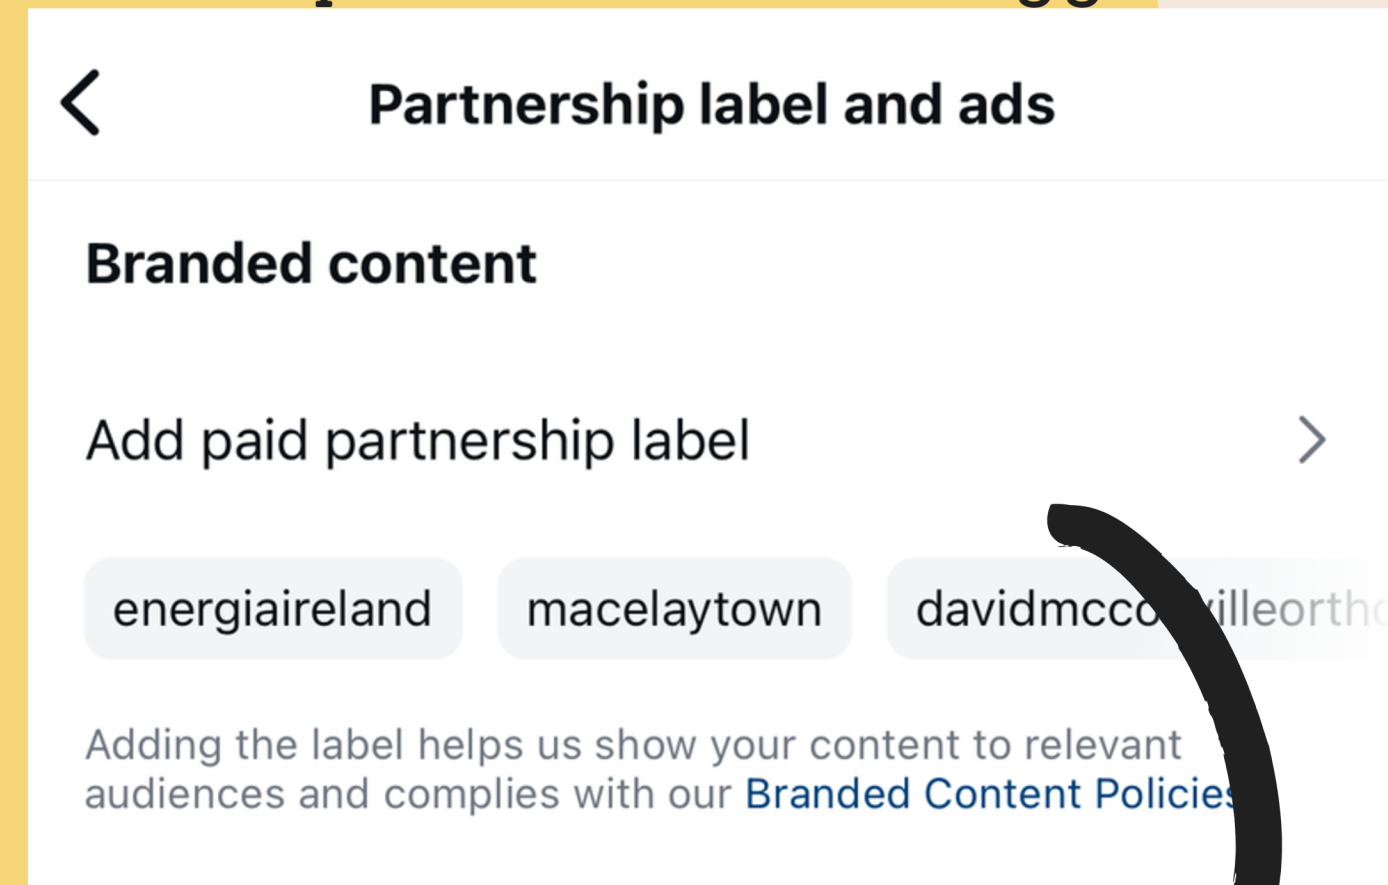 Partnership label and ads
Branded content
Add paid partnership label
energiaireland macelaytown
Adding the label helps us show your content to relevant
audiences and complies with our Branded Content Policies